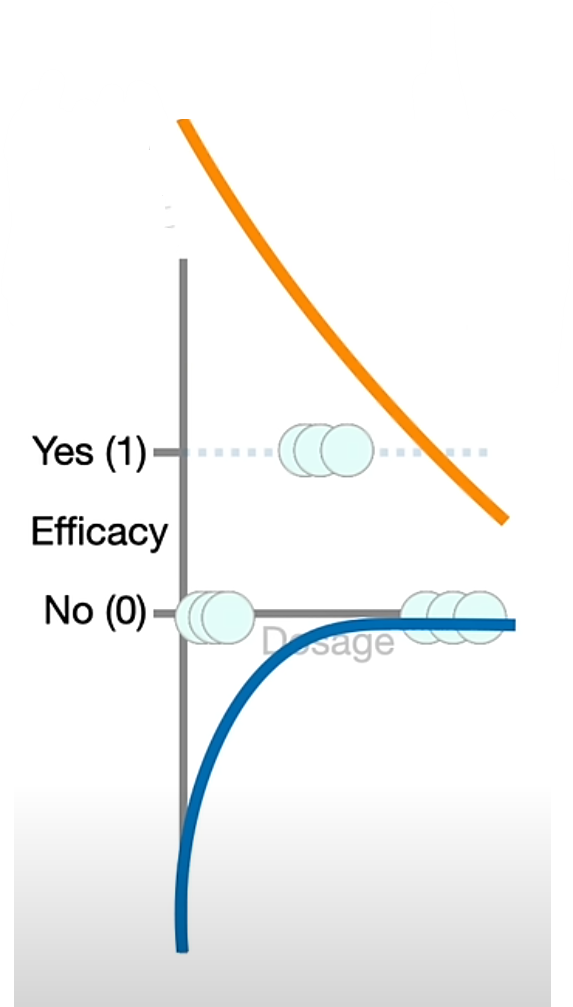 Yes (1)
Efficacy
No (0)
Dosage